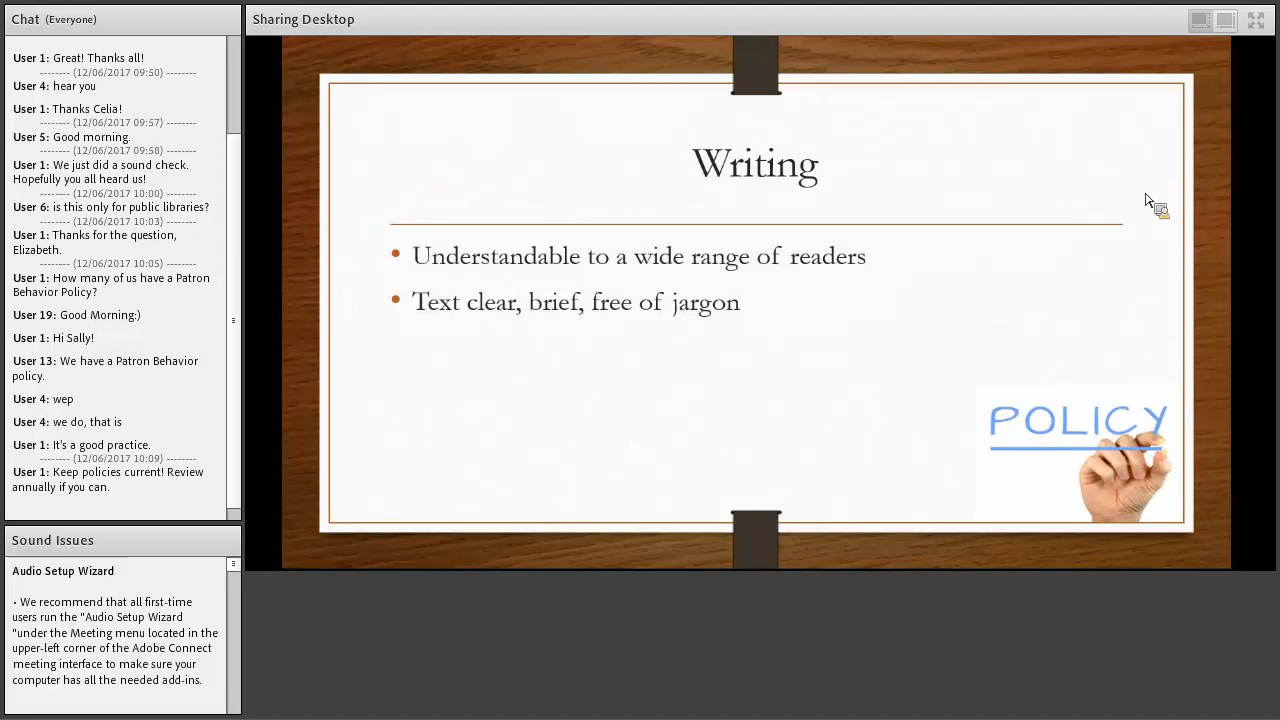 Chat (Everyone)
User 1: Great! Thanks all!
-------- (12/06/2017 09:50) --------
User 4: hear you
User 1: Thanks Celia!
-------- (12/06/2017 09:57) --------
User 5: Good morning.
-------- (12/06/2017 09:58) --------
User 1: We just did a sound check.
Hopefully you all heard us!
-------- (12/06/2017 10:00) --------
User 6: is this only for public libraries?
-------- (12/06/2017 10:03) --------
User 1: Thanks for the question,
Elizabeth.
-------- (12/06/2017 10:05) --------
User 1: How many of us have a Patron
Behavior Policy?
User 19: Good Morning:)
User 1: Hi Sally!
User 13: We have a Patron Behavior
policy.
User 4: wep
User 4: we do, that is
User 1: It's a good practice.
-------- (12/06/2017 10:09) --------
User 1: Keep policies current! Review
annually if you can.
Sound Issues
Audio Setup Wizard
• We recommend that all first-time
users run the "Audio Setup Wizard
"under the Meeting menu located in the
upper-left corner of the Adobe Connect
meeting interface to make sure your
computer has all the needed add-ins.
Sharing Desktop
Writing
• Understandable to a wide range of readers
• Text clear, brief, free of jargon
POLICY